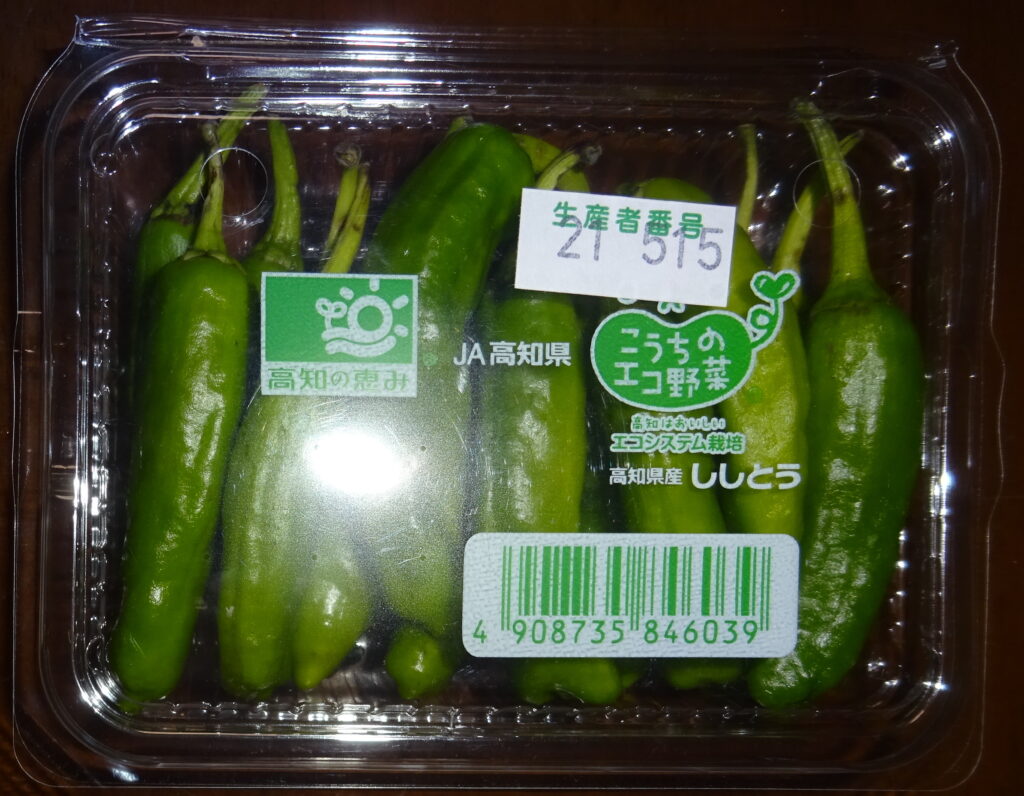 生産者番号
21 515
高知の恵み
JA高知県
こうちの
エコ野菜
高知はおいしい
エコシステム栽培
高知県産 ししとう
4 908735 846039